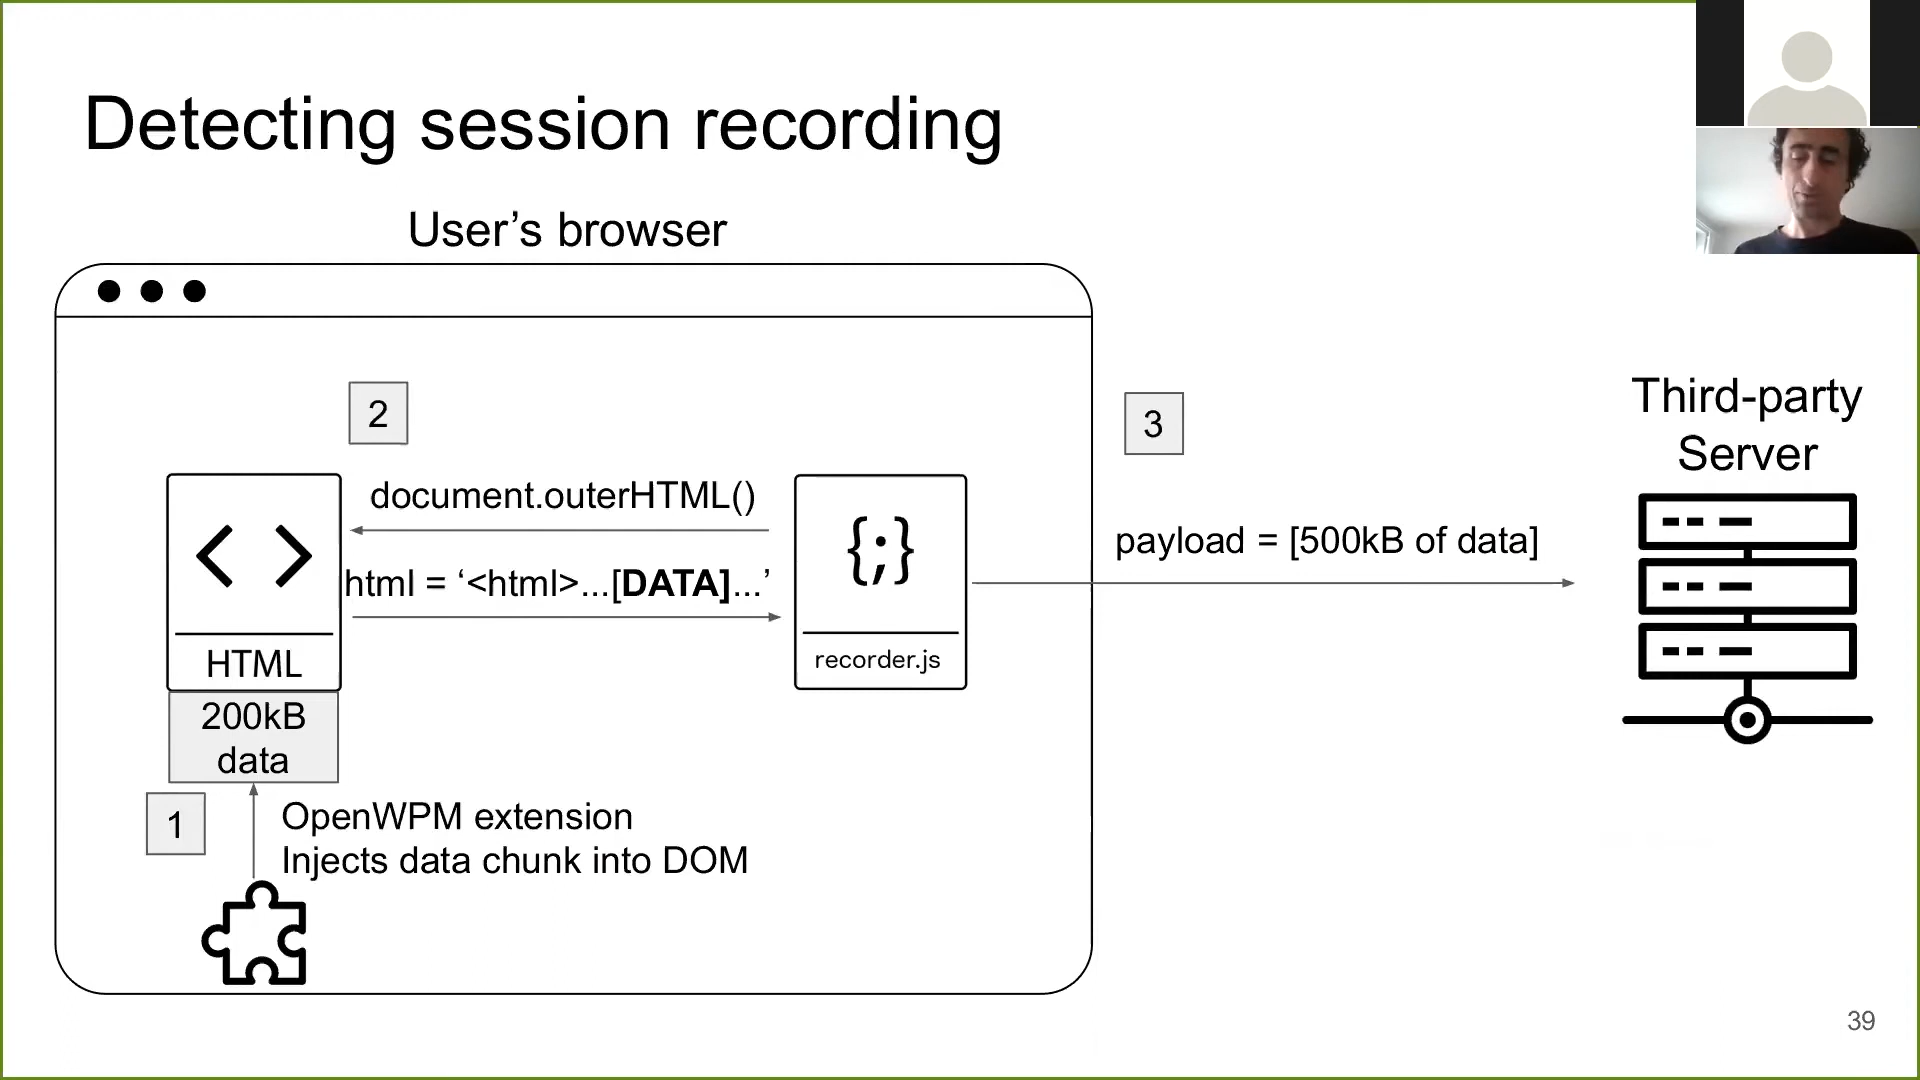 Detecting session recording
User’s browser
2
3
Third-party
Server
document.outerHTML()
payload = [500kB of data]
html = ‘<html>...[DATA]...’
{;}
< >
HTML
recorder.js
200kB
data
1
OpenWPM extension
Injects data chunk into DOM
39